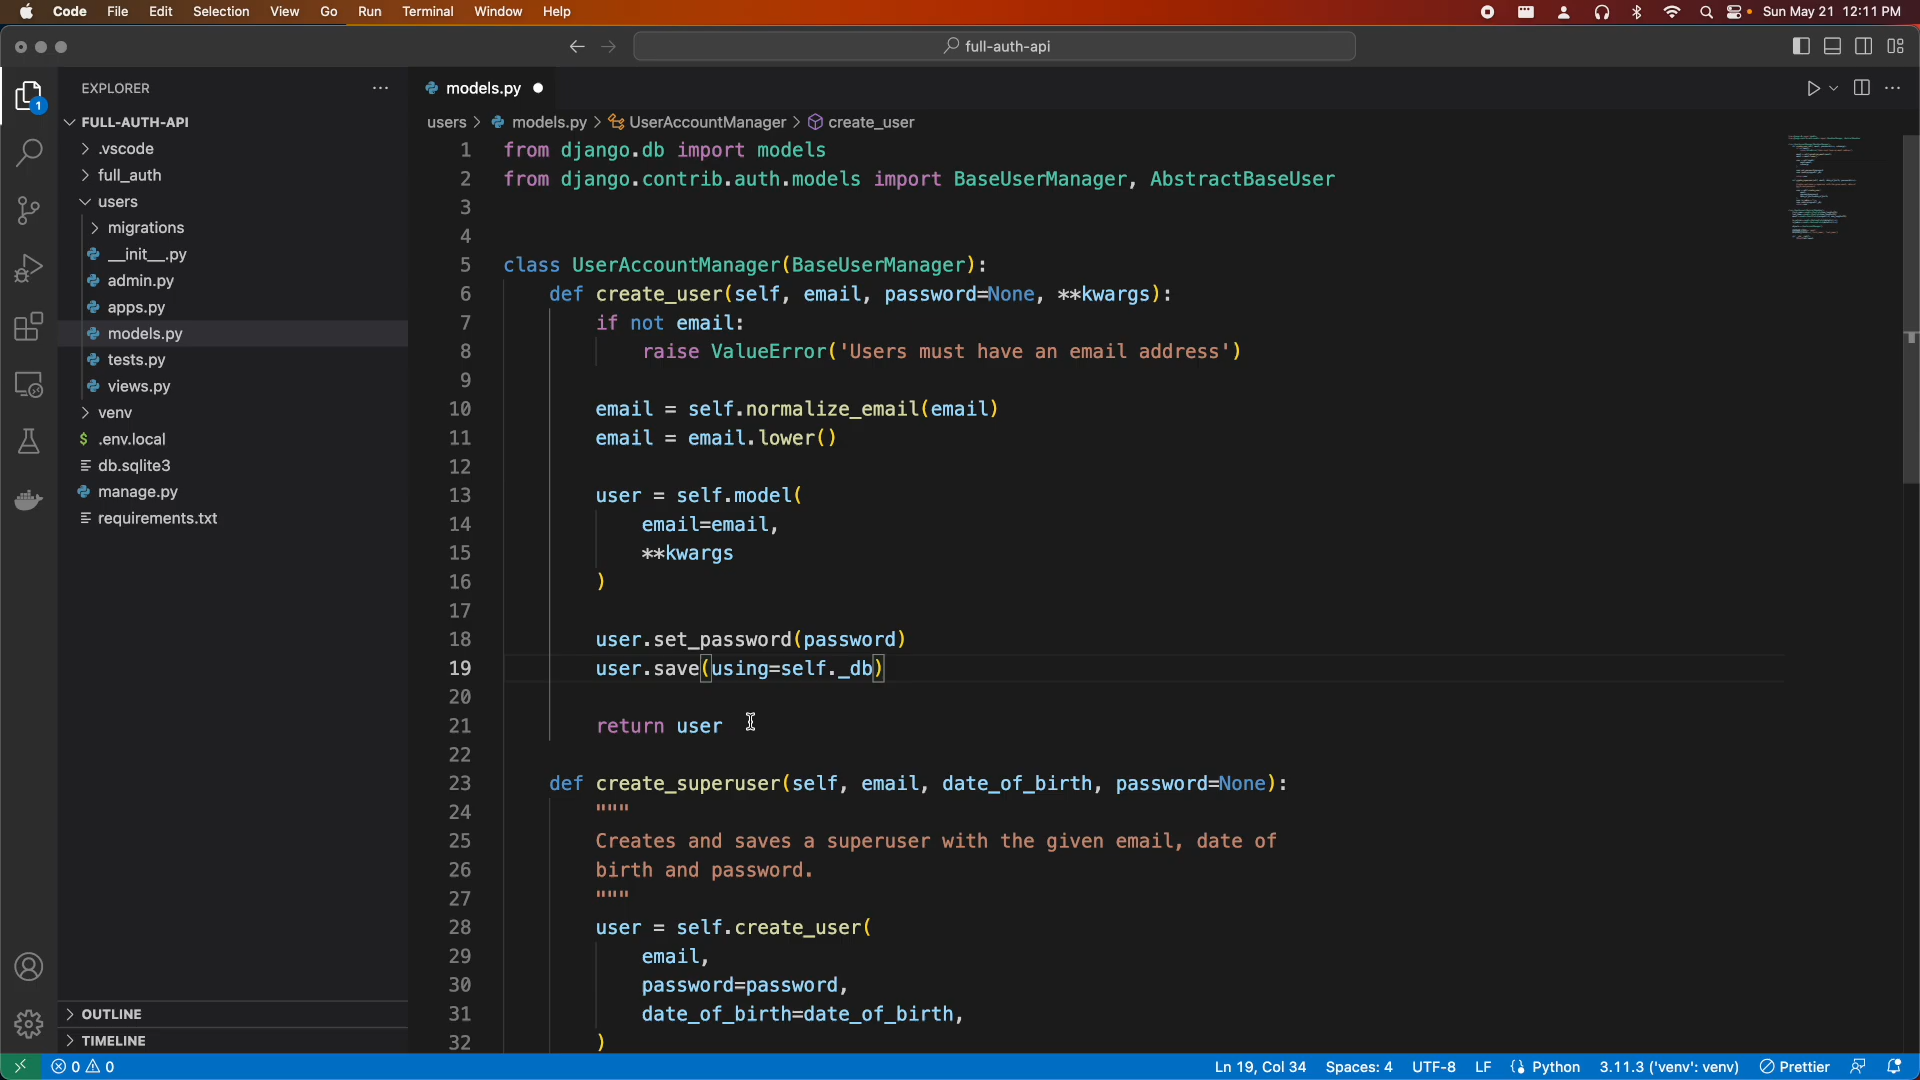 Code File Edit Selection View Go Run Terminal Window Help
Sun May 21 12:11 PM
full-auth-api
1
EXPLORER
FULL-AUTH-API
.vscode
full_auth
users
migrations
__init__.py
admin.py
apps.py
models.py
tests.py
views.py
venv
$ .env.local
db.sqlite3
manage.py
requirements.txt
OUTLINE
TIMELINE
models.py
users > models.py > UserAccountManager > create_user
1 from django.db import models
2 from django.contrib.auth.models import BaseUserManager, AbstractBaseUser
3
4
5 class UserAccountManager(BaseUserManager):
6 def create_user(self, email, password=None, **kwargs):
7 if not email:
8 raise ValueError('Users must have an email address')
9
10 email = self.normalize_email(email)
11 email = email.lower()
12
13 user = self.model(
14 email=email,
15 **kwargs
16 )
17
18 user.set_password(password)
19 user.save(using=self._db)
20
21 return user
22
23 def create_superuser(self, email, date_of_birth, password=None):
24 """
25 Creates and saves a superuser with the given email, date of
26 birth and password.
27 """
28 user = self.create_user(
29 email,
30 password=password,
31 date_of_birth=date_of_birth,
32 )
0 0
Ln 19, Col 34 Spaces: 4 UTF-8 LF Python 3.11.3 ('venv': venv) Prettier